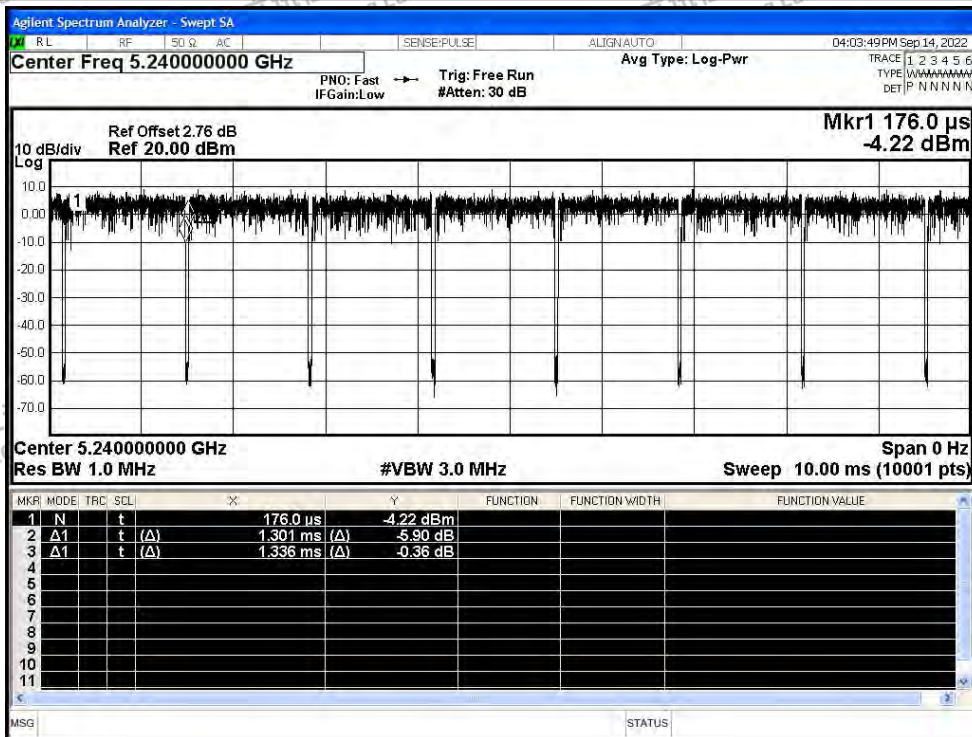 Agilent Spectrum Analyzer - Swept SA
RL RF 50 Ω AC SENSE:PULSE ALIGNAUTO 04:03:49PM Sep 14, 2022
Center Freq 5.240000000 GHz
PNO: Fast
IFGain:Low
Trig: Free Run
#Atten: 30 dB
Avg Type: Log-Pwr
TRACE 1 2 3 4 5 6
TYPE WWWWWW
DET P N N N N N
Ref Offset 2.76 dB
Ref 20.00 dBm
10 dB/div
Log
Mkr1 176.0 µs
-4.22 dBm
10.0
0.00
-10.0
-20.0
-30.0
-40.0
-50.0
-60.0
-70.0
1
Center 5.240000000 GHz Span 0 Hz
Res BW 1.0 MHz #VBW 3.0 MHz Sweep 10.00 ms (10001 pts)
MKR MODE TRC SCL X Y FUNCTION FUNCTION WIDTH FUNCTION VALUE
1 N t 176.0 µs -4.22 dBm
2 Δ1 t (Δ) 1.301 ms (Δ) -5.90 dB
3 Δ1 t (Δ) 1.336 ms (Δ) -0.36 dB
4
5
6
7
8
9
10
11
MSG STATUS